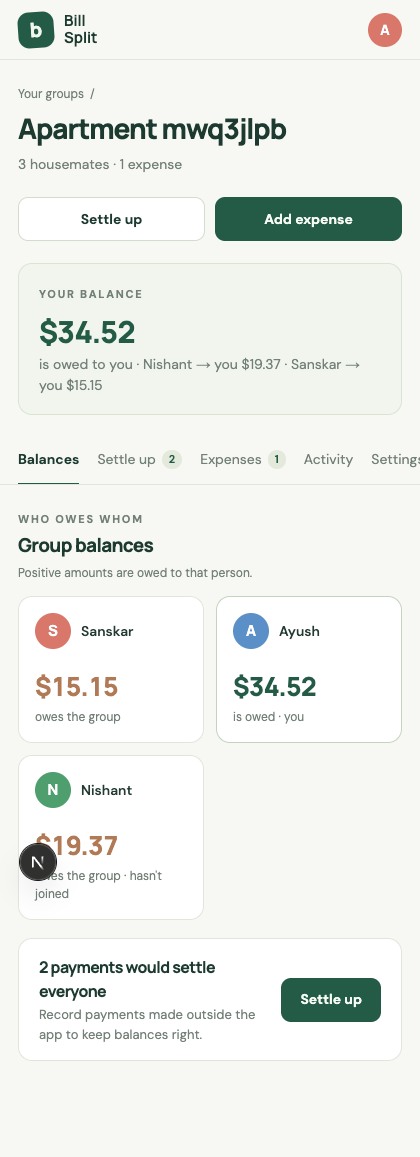 b
Bill
Split
A
Your groups /
Apartment mwq3jlpb
3 housemates · 1 expense
Settle up
Add expense
YOUR BALANCE
$34.52
is owed to you · Nishant → you $19.37 · Sanskar →
you $15.15
Balances Settle up 2 Expenses 1 Activity Settings
WHO OWES WHOM
Group balances
Positive amounts are owed to that person.
S Sanskar
$15.15
owes the group
A Ayush
$34.52
is owed · you
N Nishant
$19.37
N
the group · hasn't
joined
2 payments would settle
everyone
Record payments made outside the
app to keep balances right.
Settle up